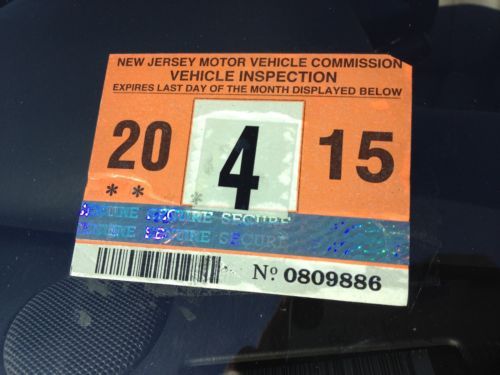 NEW JERSEY MOTOR VEHICLE COMMISSION
VEHICLE INSPECTION
EXPIRES LAST DAY OF THE MONTH DISPLAYED BELOW
20 4 15
* * *
SECURE SECURE SECURE
SECURE SECURE SECURE
Nº 0809886